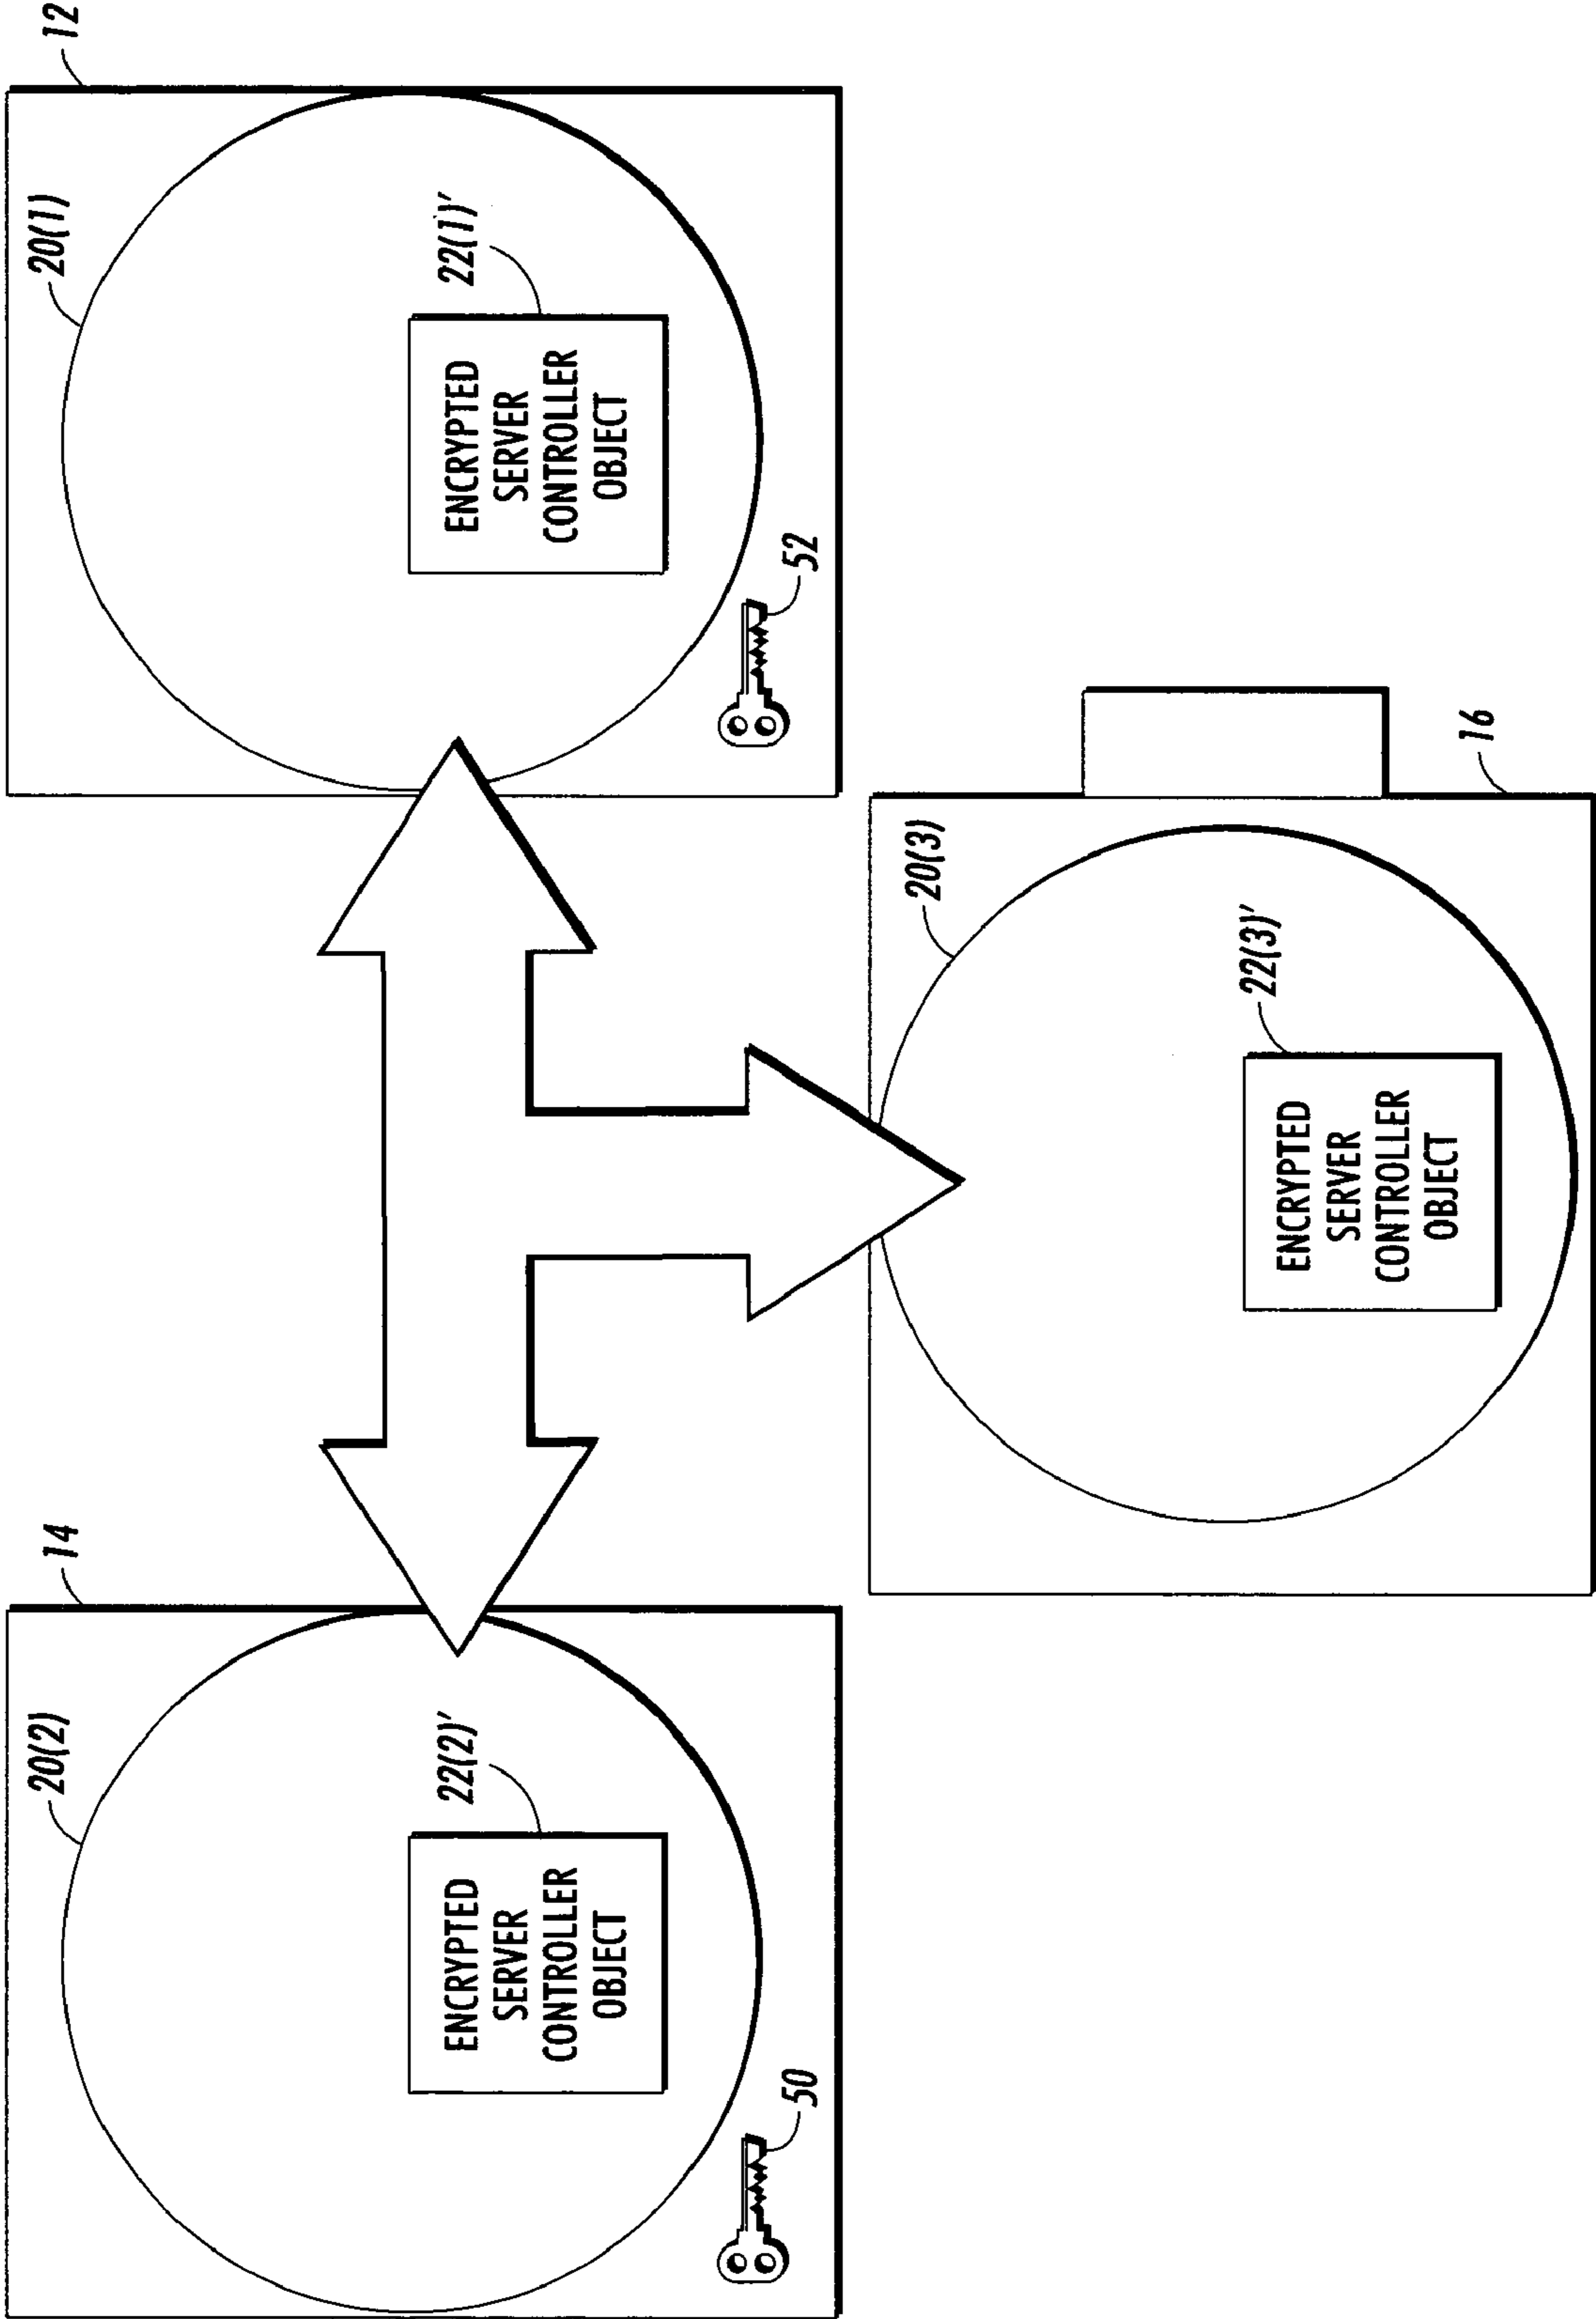 14
20(2)
22(2)'
ENCRYPTED
SERVER
CONTROLLER
OBJECT
50
12
20(1)
22(1)'
ENCRYPTED
SERVER
CONTROLLER
OBJECT
52
20(3)
22(3)'
ENCRYPTED
SERVER
CONTROLLER
OBJECT
16